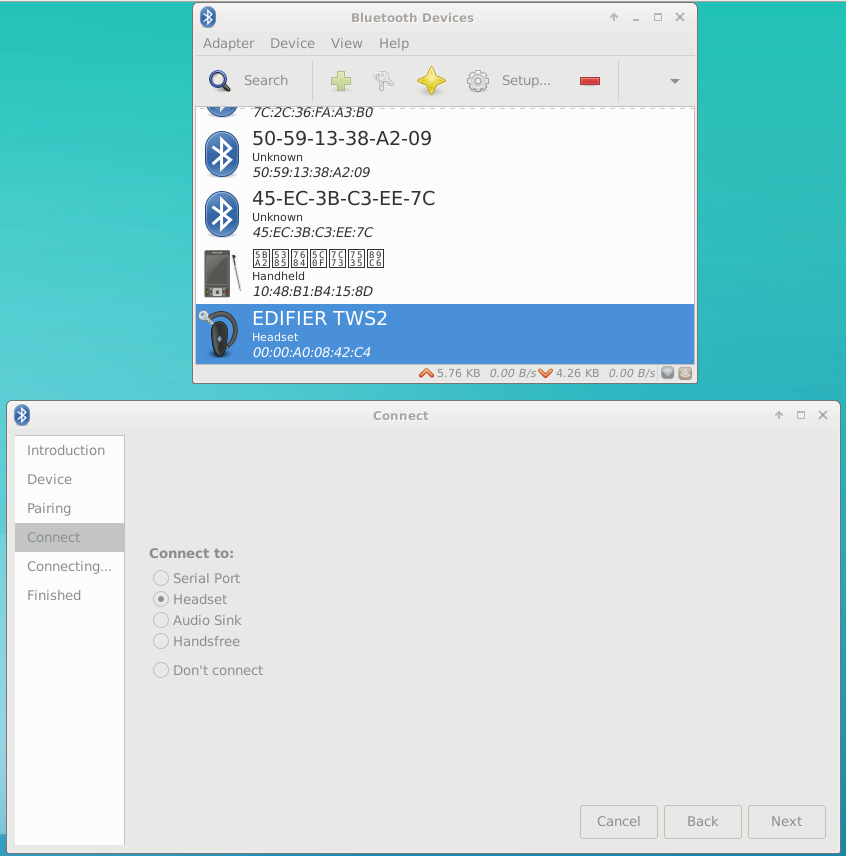 Bluetooth Devices
Adapter Device View Help
Search Setup...
7C:2C:36:FA:A3:B0
50-59-13-38-A2-09
Unknown
50:59:13:38:A2:09
45-EC-3B-C3-EE-7C
Unknown
45:EC:3B:C3:EE:7C
Handheld
10:48:B1:B4:15:8D
EDIFIER TWS2
Headset
00:00:A0:08:42:C4
5.76 KB 0.00 B/s 4.26 KB 0.00 B/s
Connect
Introduction
Device
Pairing
Connect
Connecting...
Finished
Connect to:
Serial Port
Headset
Audio Sink
Handsfree
Don't connect
Cancel Back Next